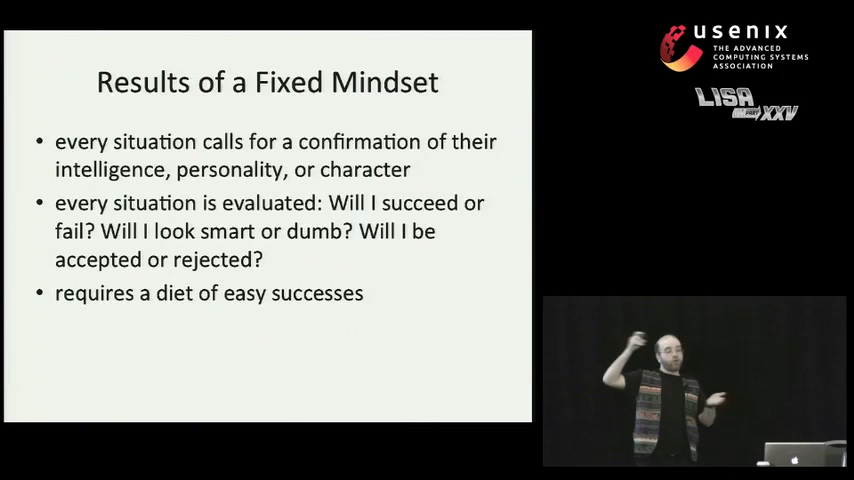 usenix
THE ADVANCED
COMPUTING SYSTEMS
ASSOCIATION
LISA
XXV
Results of a Fixed Mindset
• every situation calls for a confirmation of their
intelligence, personality, or character
• every situation is evaluated: Will I succeed or
fail? Will I look smart or dumb? Will I be
accepted or rejected?
• requires a diet of easy successes